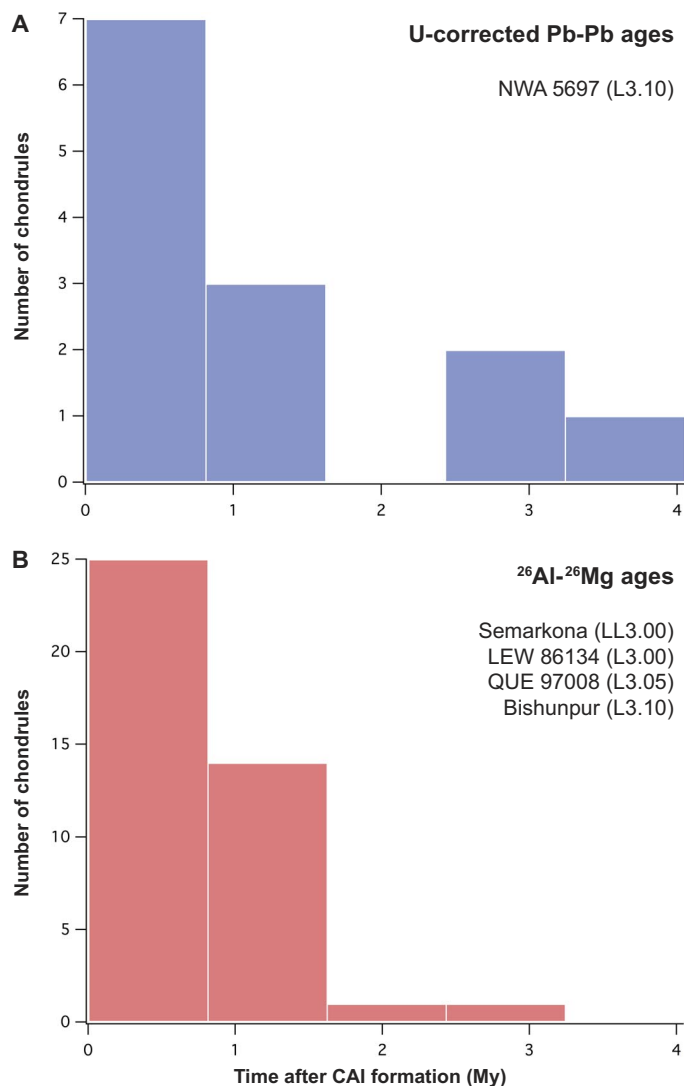 A
U-corrected Pb-Pb ages
NWA 5697 (L3.10)
Number of chondrules
7
6
5
4
3
2
1
0
0 1 2 3 4
B
²⁶Al-²⁶Mg ages
Semarkona (LL3.00)
LEW 86134 (L3.00)
QUE 97008 (L3.05)
Bishunpur (L3.10)
Number of chondrules
25
20
15
10
5
0
0 1 2 3 4
Time after CAI formation (My)